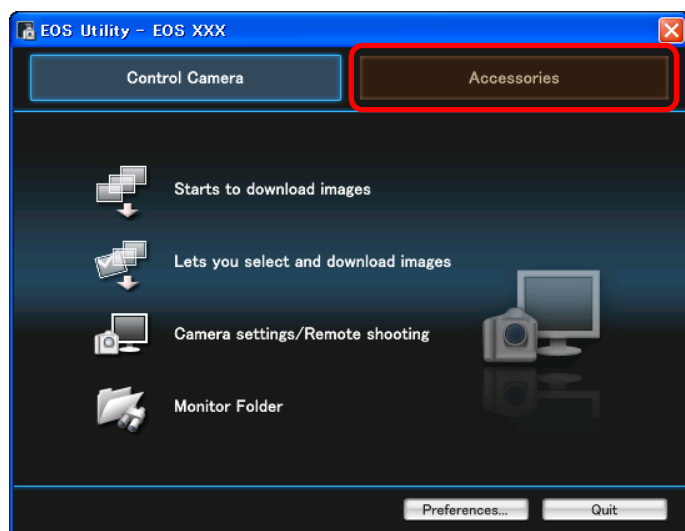 EOS Utility - EOS XXX
Control Camera
Accessories
Starts to download images
Lets you select and download images
Camera settings/Remote shooting
Monitor Folder
Preferences...
Quit